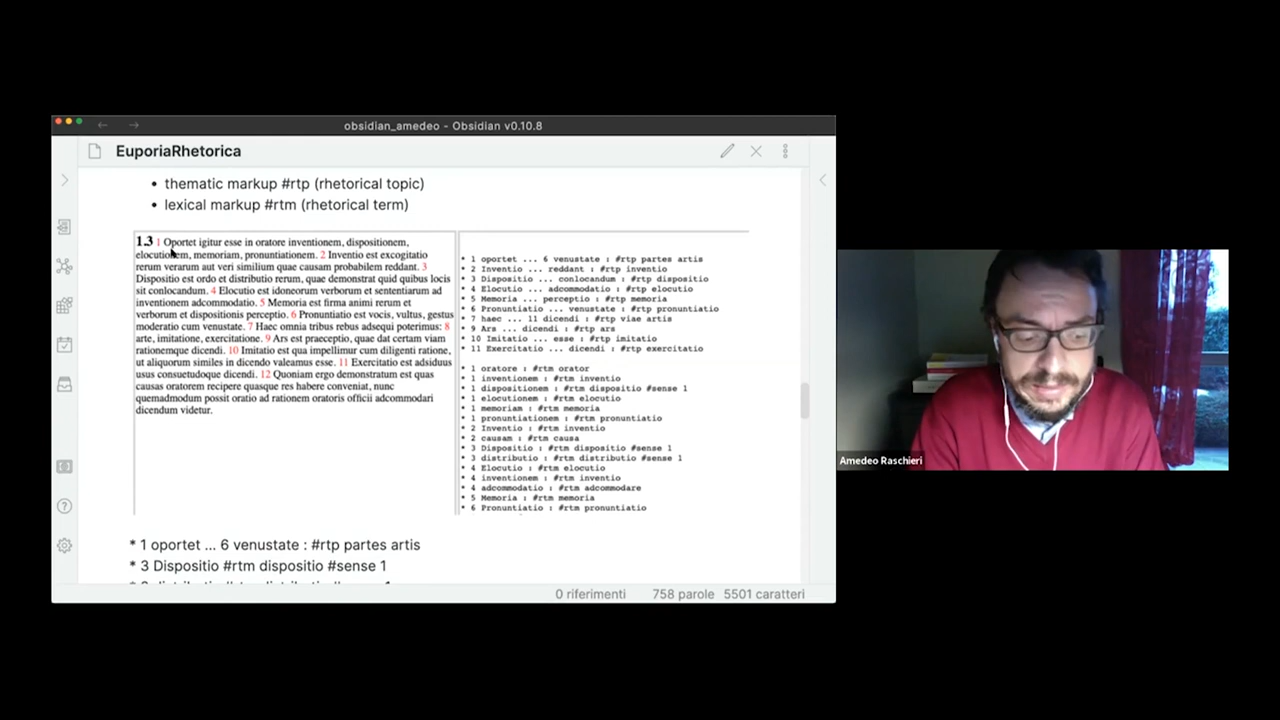 obsidian_amedeo - Obsidian v0.10.8
EuporiaRhetorica
• thematic markup #rtp (rhetorical topic)
• lexical markup #rtm (rhetorical term)
1.3 1 Oportet igitur esse in oratore inventionem, dispositionem,
elocutionem, memoriam, pronuntiationem. 2 Inventio est excogitatio
rerum verarum aut veri similium quae causam probabilem reddant. 3
Dispositio est ordo et distributio rerum, quae demonstrat quid quibus locis
sit conlocandum. 4 Elocutio est idoneorum verborum et sententiarum ad
inventionem adcommodatio. 5 Memoria est firma animi rerum et
verborum et dispositionis perceptio. 6 Pronuntiatio est vocis, vultus, gestus
moderatio cum venustate. 7 Haec omnia tribus rebus adsequi poterimus: 8
arte, imitatione, exercitatione. 9 Ars est praeceptio, quae dat certam viam
rationemque dicendi. 10 Imitatio est qua impellimur cum diligenti ratione,
ut aliquorum similes in dicendo valeamus esse. 11 Exercitatio est adsiduus
usus consuetudoque dicendi. 12 Quoniam ergo demonstratum est quas
causas oratorem recipere quasque res habere conveniat, nunc
quemadmodum possit oratio ad rationem oratoris officii adcommodari
dicendum videtur.
* 1 oportet ... 6 venustate : #rtp partes artis
* 2 Inventio ... reddant : #rtp inventio
* 3 Dispositio ... conlocandum : #rtp dispositio
* 4 Elocutio ... adcommodatio : #rtp elocutio
* 5 Memoria ... perceptio : #rtp memoria
* 6 Pronuntiatio ... venustate : #rtp pronuntiatio
* 7 haec ... 11 dicendi : #rtp viae artis
* 9 Ars ... dicendi : #rtp ars
* 10 Imitatio ... esse : #rtp imitatio
* 11 Exercitatio ... dicendi : #rtp exercitatio
* 1 oratore : #rtm orator
* 1 inventionem : #rtm inventio
* 1 dispositionem : #rtm dispositio #sense 1
* 1 elocutionem : #rtm elocutio
* 1 memoriam : #rtm memoria
* 1 pronuntiationem : #rtm pronuntiatio
* 2 Inventio : #rtm inventio
* 2 causam : #rtm causa
* 3 Dispositio : #rtm dispositio #sense 1
* 3 distributio : #rtm distributio #sense 1
* 4 Elocutio : #rtm elocutio
* 4 inventionem : #rtm inventio
* 4 adcommodatio : #rtm adcommodare
* 5 Memoria : #rtm memoria
* 6 Pronuntiatio : #rtm pronuntiatio
* 1 oportet ... 6 venustate : #rtp partes artis
* 3 Dispositio #rtm dispositio #sense 1
0 riferimenti 758 parole 5501 caratteri
Amedeo Raschieri